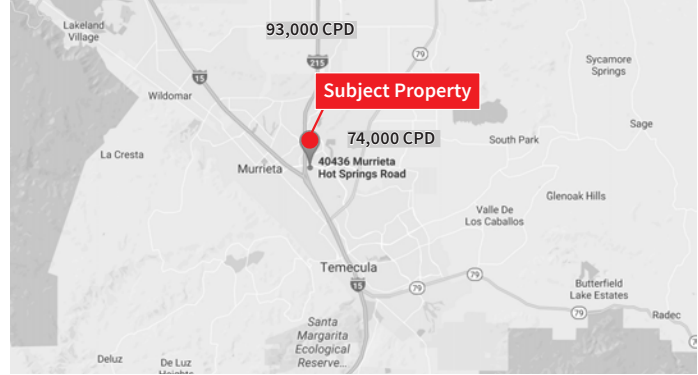 Lakeland
Village
93,000 CPD
79
215
Sycamore
Springs
15
Wildomar
Subject Property
Sage
74,000 CPD
South Park
La Cresta
40436 Murrieta
Hot Springs Road
Murrieta
Glenoak Hills
Valle De
Los Caballos
Temecula
79
15
79
Butterfield
Lake Estates
79
Radec
Santa
Margarita
Ecological
Reserve...
Deluz
De Luz
Heights